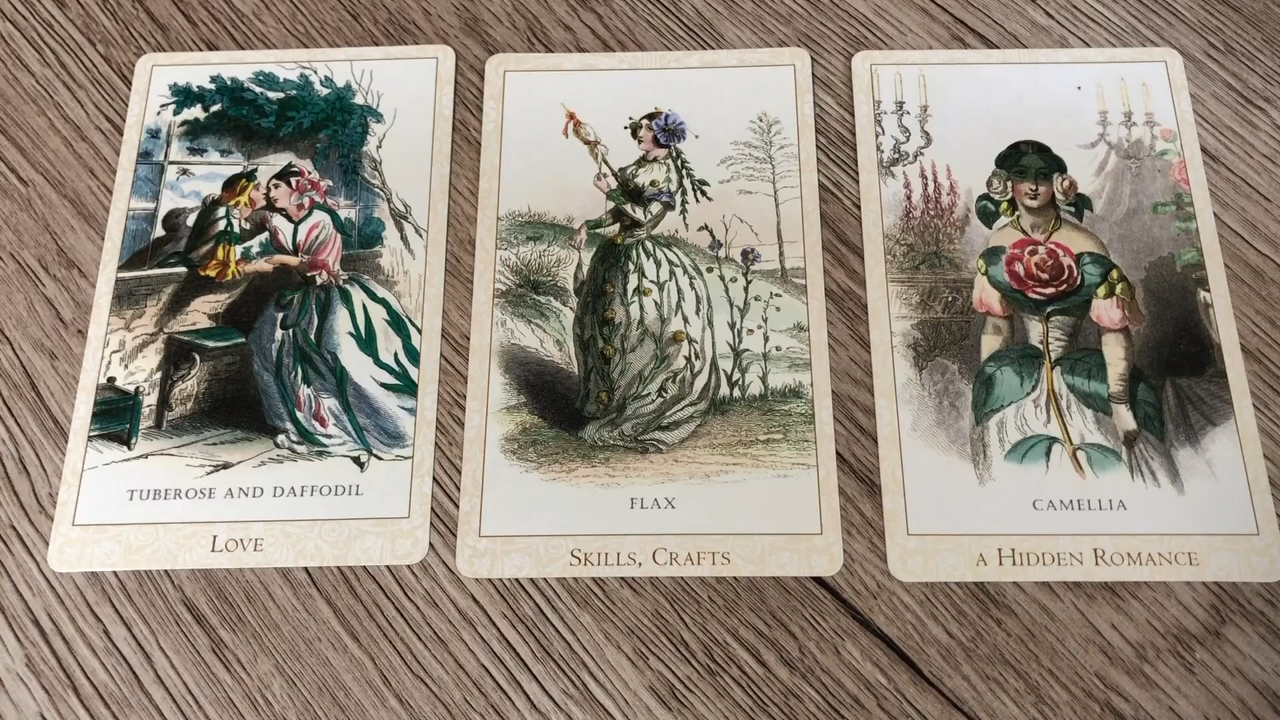 TUBEROSE AND DAFFODIL
LOVE
FLAX
SKILLS, CRAFTS
CAMELLIA
A HIDDEN ROMANCE